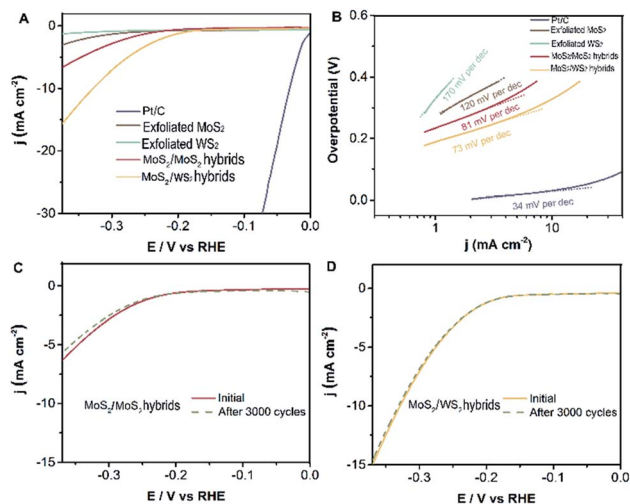 A
0
-10
-20
-30
j (mA cm⁻²)
Pt/C
Exfoliated MoS₂
Exfoliated WS₂
MoS₂/MoS₂ hybrids
MoS₂/ws₂ hybrids
-0.3
-0.2
-0.1
0.0
E / V vs RHE
B
0.4
0.2
0.0
Overpotential (V)
Pt/C
Exfoliated MoS₂
Exfoliated WS₂
MoS₂/MoS₂ hybrids
MoS₂/WS₂ hybrids
170 mV per dec
120 mV per dec
81 mV per dec
73 mV per dec
34 mV per dec
1
10
j (mA cm⁻²)
C
0
-5
-10
-15
j (mA cm⁻²)
MoS₂/MoS₂ hybrids
Initial
After 3000 cycles
-0.3
-0.2
-0.1
0.0
E / V vs RHE
D
0
-5
-10
-15
j (mA cm⁻²)
MoS₂/WS₂ hybrids
Initial
After 3000 cycles
-0.3
-0.2
-0.1
0.0
E / V vs RHE